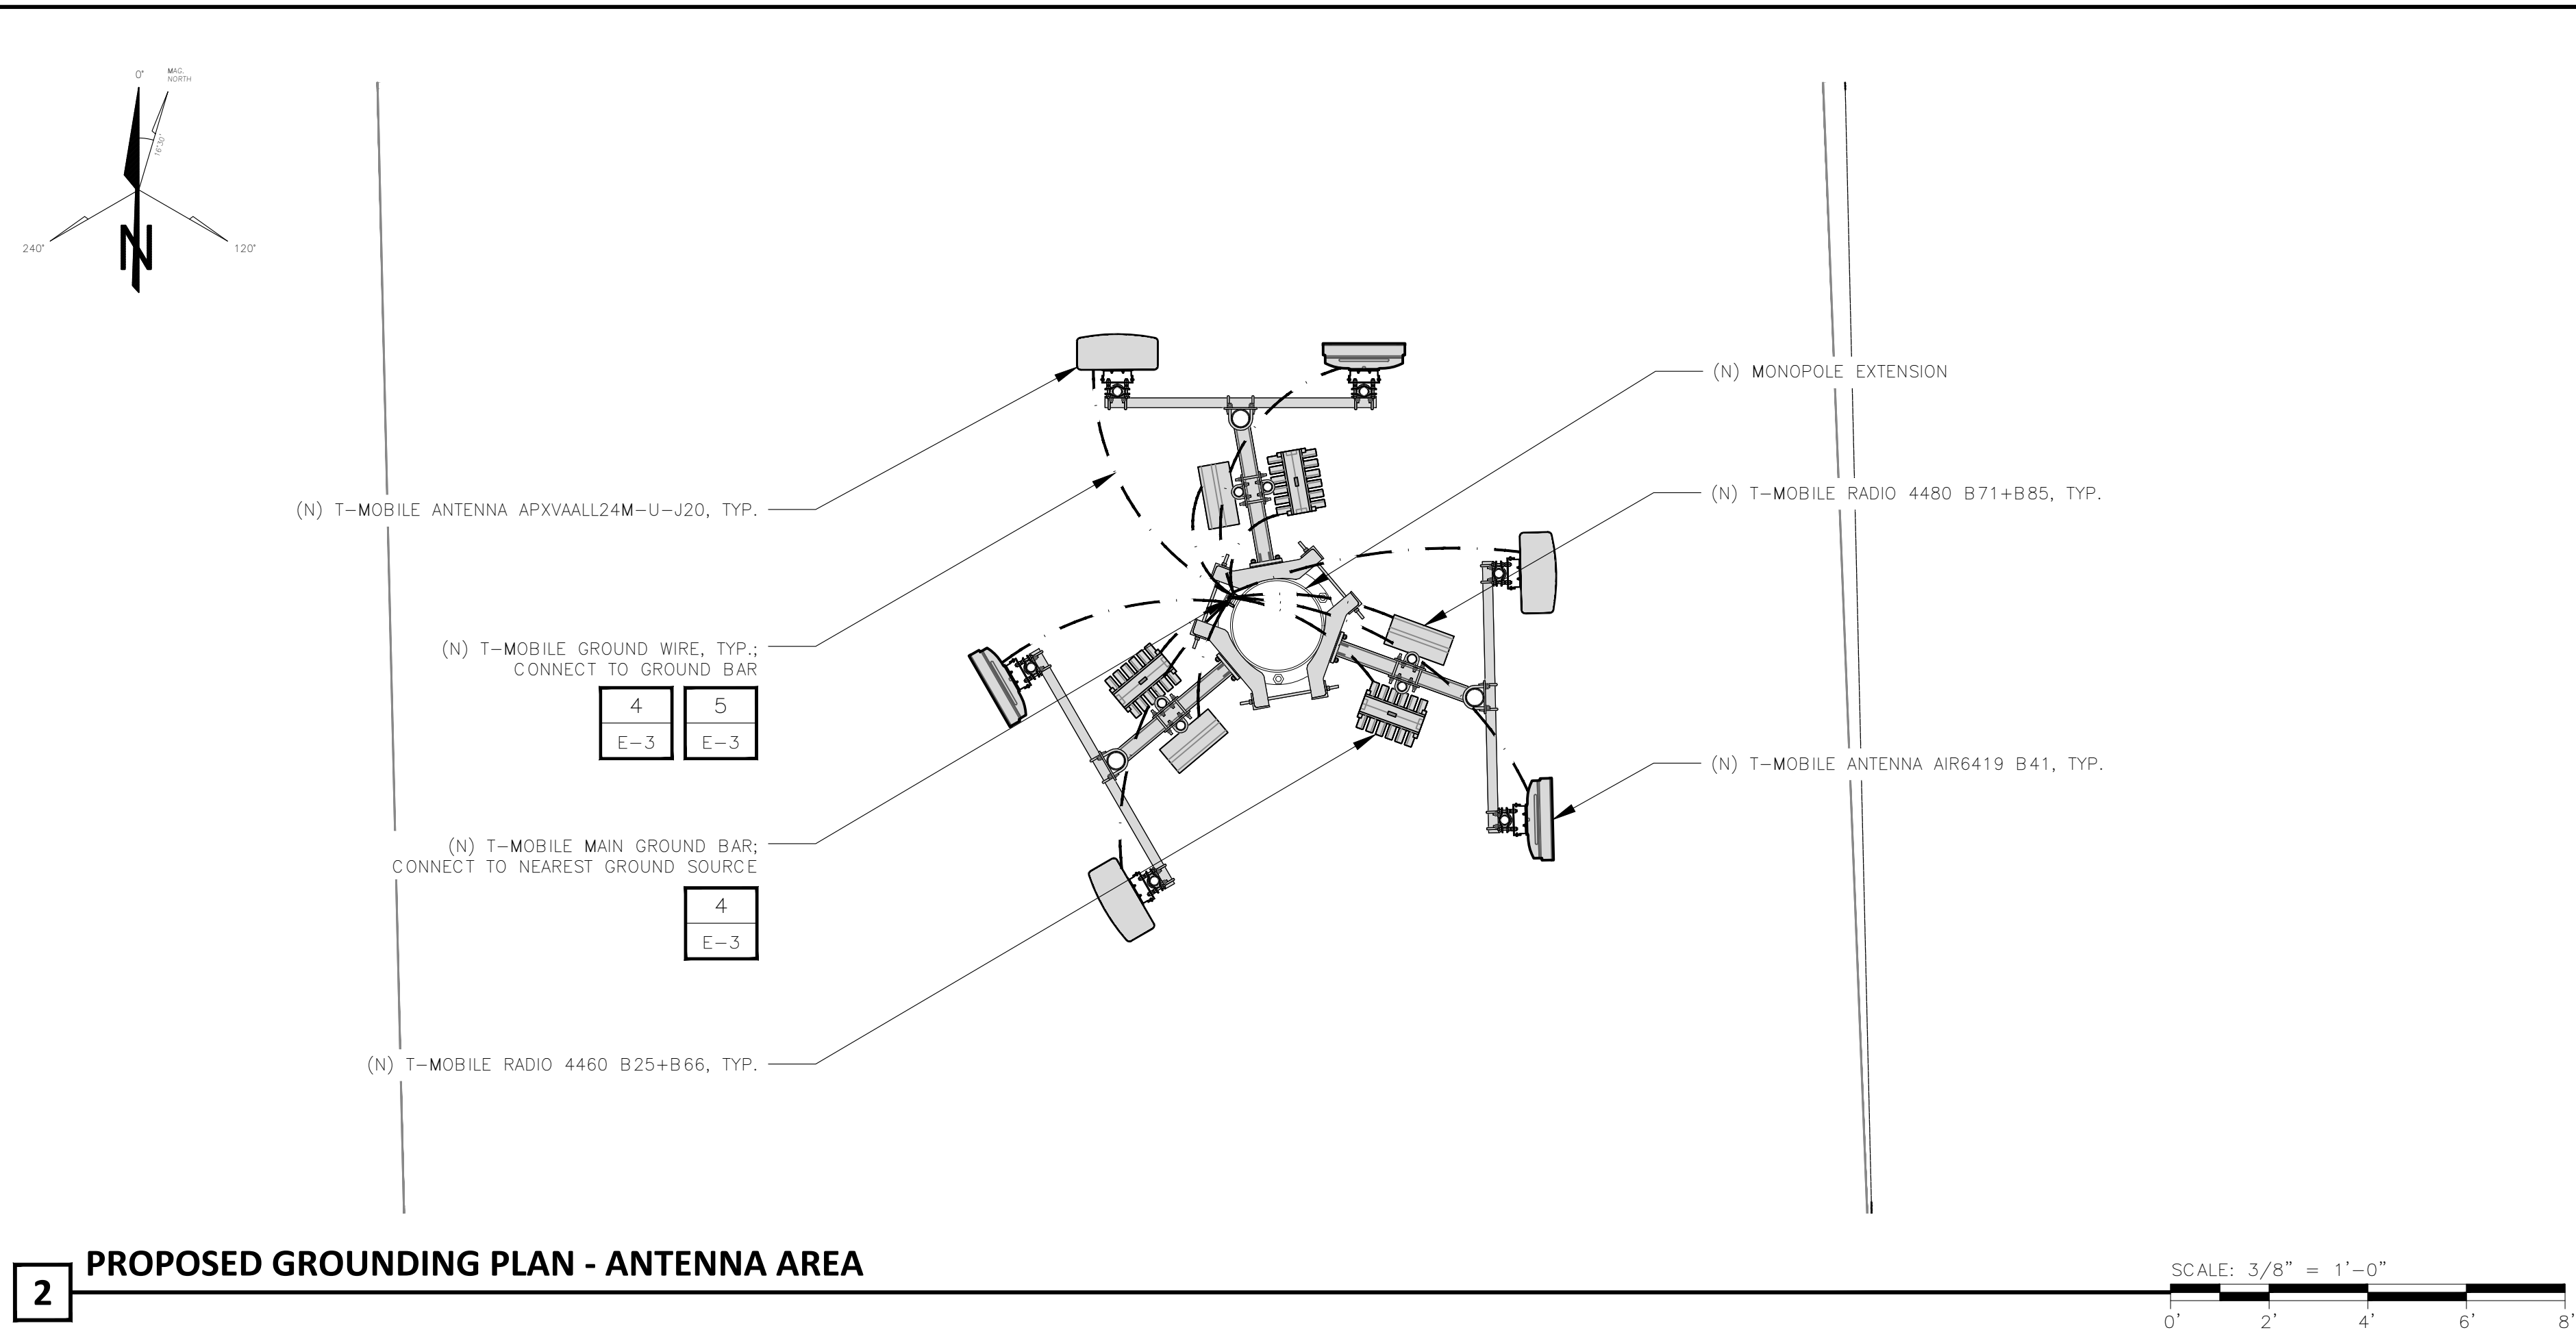 0°
MAG.
NORTH
16°30'
240°
120°
N
(N) MONOPOLE EXTENSION
(N) T-MOBILE RADIO 4480 B71+B85, TYP.
(N) T-MOBILE ANTENNA APXVAALL24M-U-J20, TYP.
(N) T-MOBILE GROUND WIRE, TYP.;
CONNECT TO GROUND BAR
4 5
E-3 E-3
(N) T-MOBILE ANTENNA AIR6419 B41, TYP.
(N) T-MOBILE MAIN GROUND BAR;
CONNECT TO NEAREST GROUND SOURCE
4
E-3
(N) T-MOBILE RADIO 4460 B25+B66, TYP.
2 PROPOSED GROUNDING PLAN - ANTENNA AREA
SCALE: 3/8" = 1'-0"
0' 2' 4' 6' 8'